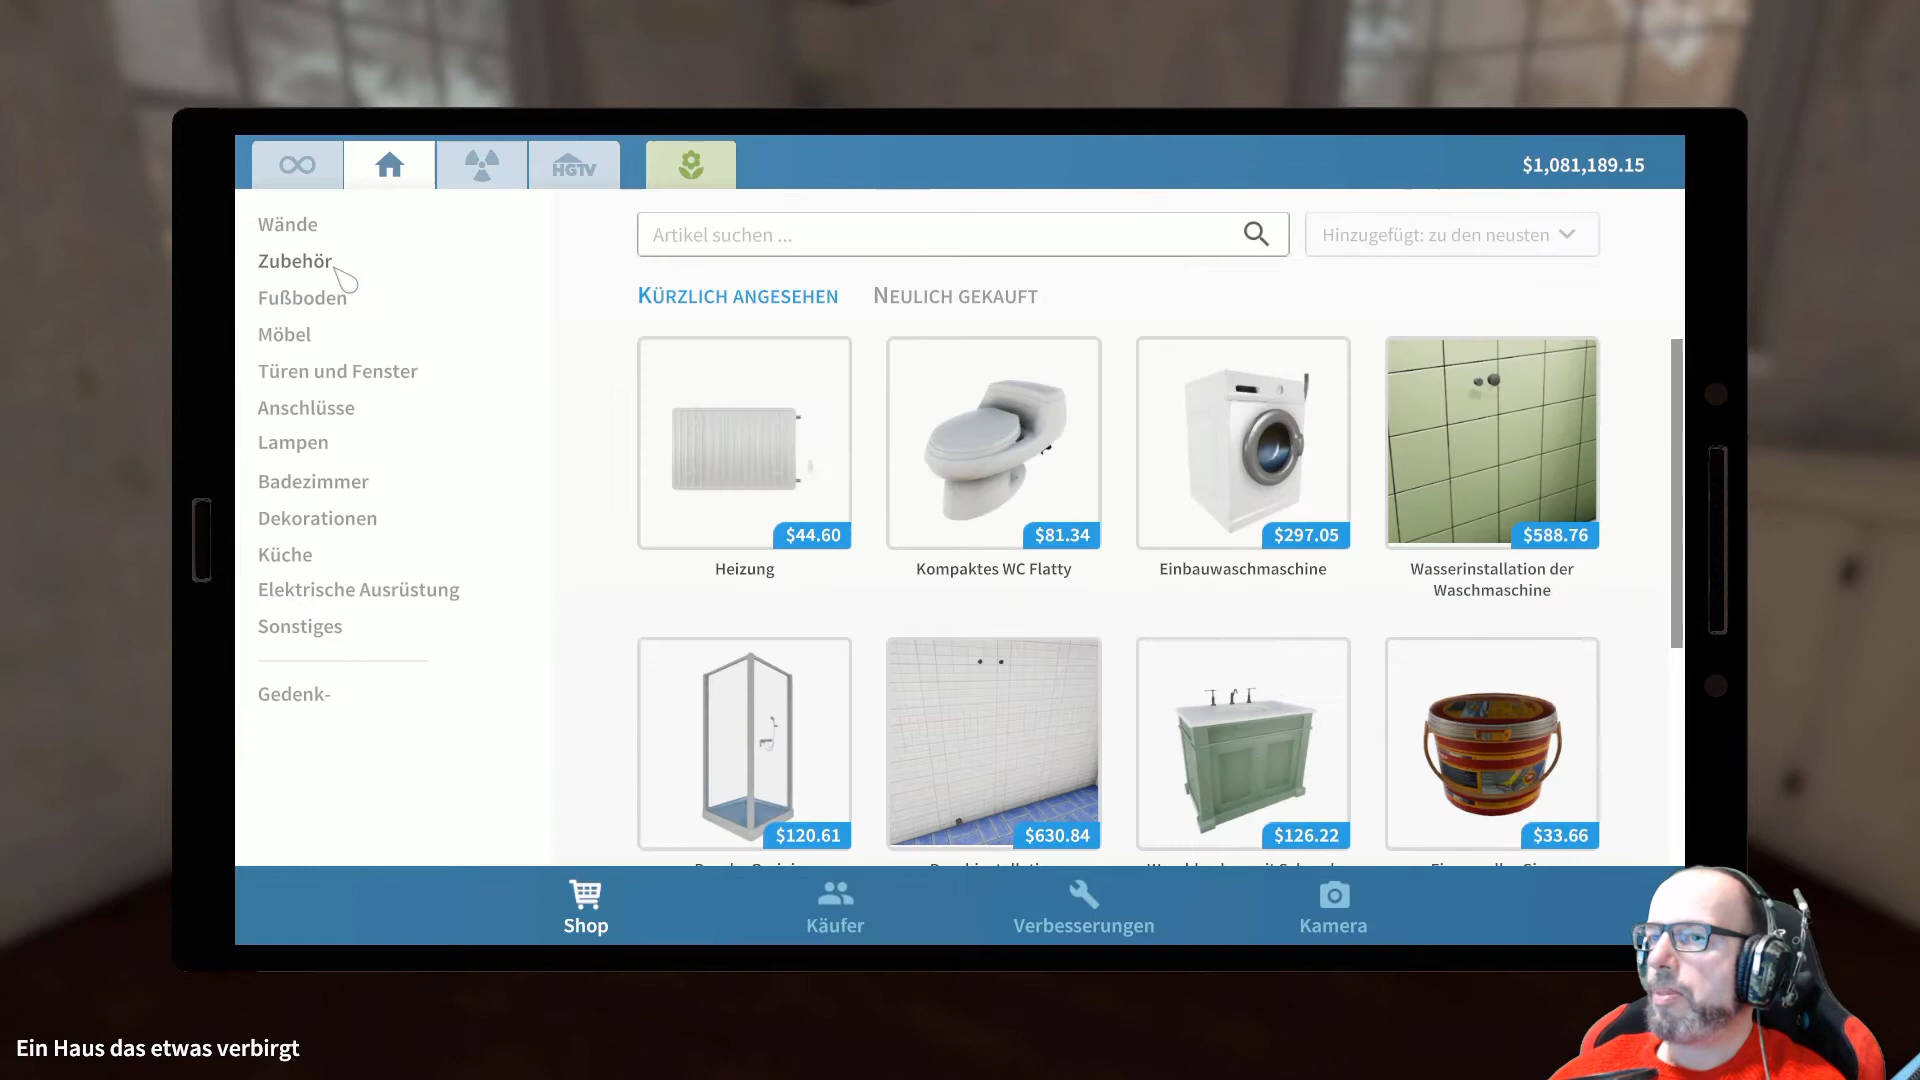 HGTV
$1,081,189.15
Wände
Zubehör
Fußboden
Möbel
Türen und Fenster
Anschlüsse
Lampen
Badezimmer
Dekorationen
Küche
Elektrische Ausrüstung
Sonstiges
Gedenk-
Artikel suchen ...
Hinzugefügt: zu den neusten
KÜRZLICH ANGESEHEN
NEULICH GEKAUFT
$44.60
$81.34
$297.05
$588.76
Heizung
Kompaktes WC Flatty
Einbauwaschmaschine
Wasserinstallation der
Waschmaschine
$120.61
$630.84
$126.22
$33.66
Shop
Käufer
Verbesserungen
Kamera
Ein Haus das etwas verbirgt